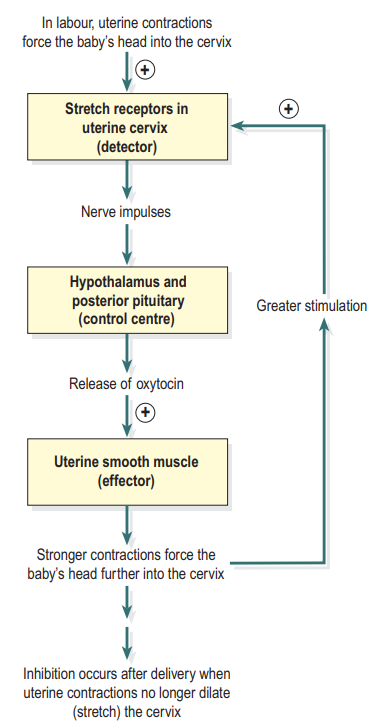 In labour, uterine contractions
force the baby's head into the cervix
+
Stretch receptors in
uterine cervix
(detector)
+
Nerve impulses
Hypothalamus and
posterior pituitary
(control centre)
Greater stimulation
Release of oxytocin
+
Uterine smooth muscle
(effector)
Stronger contractions force the
baby's head further into the cervix
Inhibition occurs after delivery when
uterine contractions no longer dilate
(stretch) the cervix